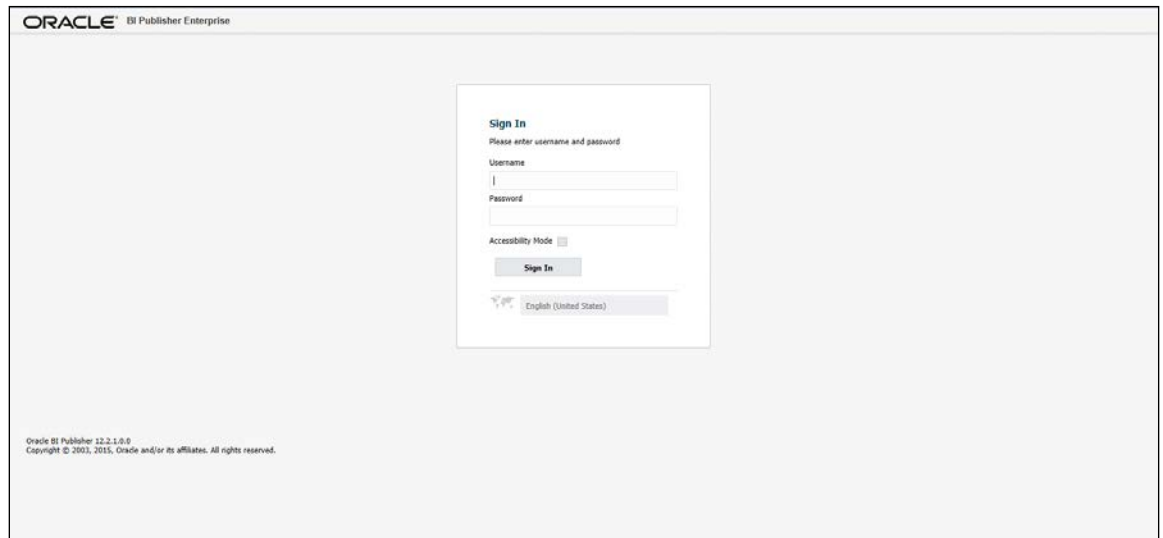 ORACLE® BI Publisher Enterprise
Sign In
Please enter username and password
Username
Password
Accessibility Mode
Sign In
English (United States)
Oracle BI Publisher 12.2.1.0.0
Copyright © 2003, 2015, Oracle and/or its affiliates. All rights reserved.